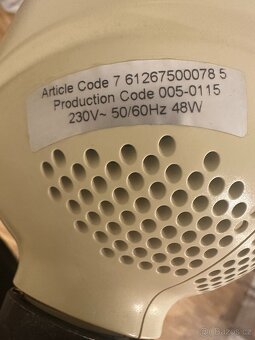 Article Code 7 61267500078 5
Production Code 005-0115
230V~ 50/60Hz 48W